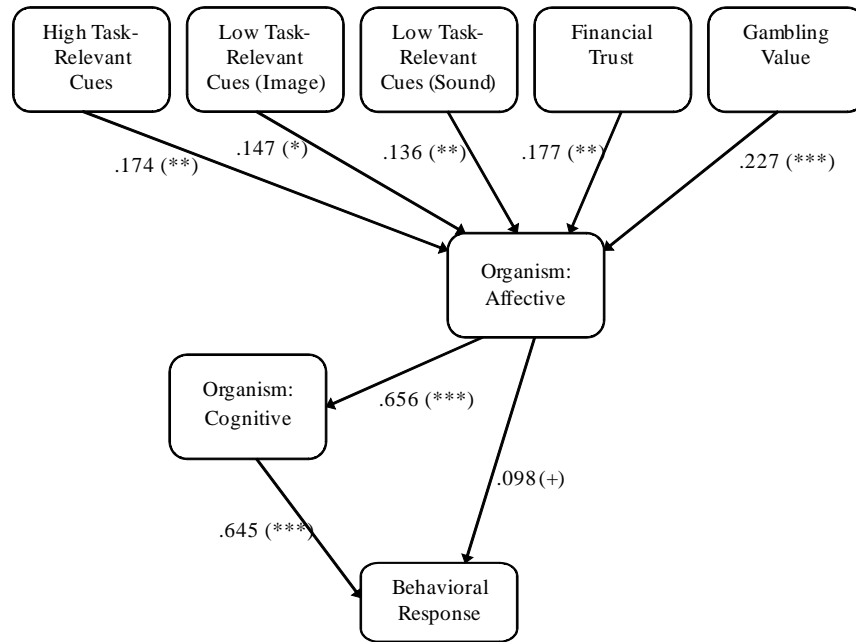 High Task-
Relevant
Cues
Low Task-
Relevant
Cues (Image)
Low Task-
Relevant
Cues (Sound)
Financial
Trust
Gambling
Value
.174 (**)
.147 (*)
.136 (**)
.177 (**)
.227 (***)
Organism:
Affective
Organism:
Cognitive
.656 (***)
.098 (+)
.645 (***)
Behavioral
Response